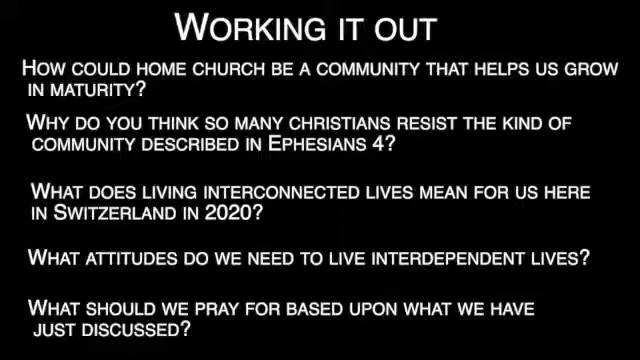 WORKING IT OUT
HOW COULD HOME CHURCH BE A COMMUNITY THAT HELPS US GROW
IN MATURITY?
WHY DO YOU THINK SO MANY CHRISTIANS RESIST THE KIND OF
COMMUNITY DESCRIBED IN EPHESIANS 4?
WHAT DOES LIVING INTERCONNECTED LIVES MEAN FOR US HERE
IN SWITZERLAND IN 2020?
WHAT ATTITUDES DO WE NEED TO LIVE INTERDEPENDENT LIVES?
WHAT SHOULD WE PRAY FOR BASED UPON WHAT WE HAVE
JUST DISCUSSED?